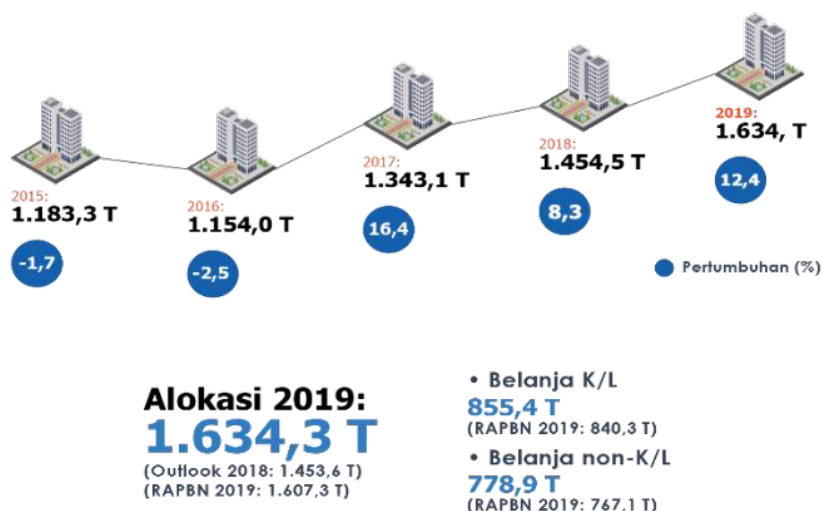 2015:
1.183,3 T
-1,7
2016:
1.154,0 T
-2,5
2017:
1.343,1 T
16,4
2018:
1.454,5 T
8,3
2019:
1.634, T
12,4
Pertumbuhan (%)
Alokasi 2019:
1.634,3 T
(Outlook 2018: 1.453,6 T)
(RAPBN 2019: 1.607,3 T)
• Belanja K/L
855,4 T
(RAPBN 2019: 840,3 T)
• Belanja non-K/L
778,9 T
(RAPBN 2019: 767,1 T)